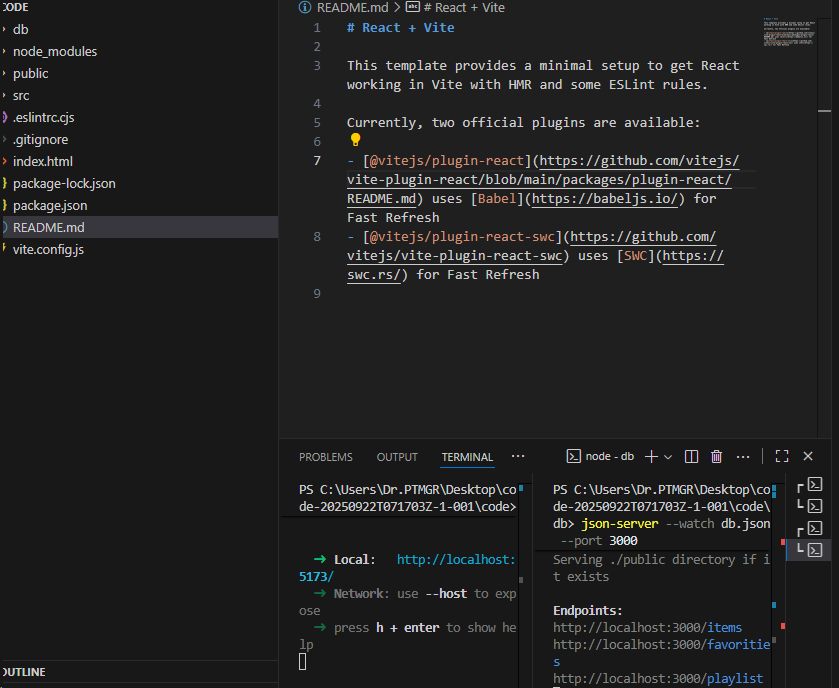 CODE
db
node_modules
public
src
.eslintrc.cjs
.gitignore
index.html
package-lock.json
package.json
README.md
vite.config.js
OUTLINE
README.md > # React + Vite
1 # React + Vite
2
3 This template provides a minimal setup to get React
working in Vite with HMR and some ESLint rules.
4
5 Currently, two official plugins are available:
6
7 - [@vitejs/plugin-react](https://github.com/vitejs/
vite-plugin-react/blob/main/packages/plugin-react/
README.md) uses [Babel](https://babeljs.io/) for
Fast Refresh
8 - [@vitejs/plugin-react-swc](https://github.com/
vitejs/vite-plugin-react-swc) uses [SWC](https://
swc.rs/) for Fast Refresh
9
PROBLEMS OUTPUT TERMINAL ··· node - db
PS C:\Users\Dr.PTMGR\Desktop\co
de-20250922T071703Z-1-001\code>
➜ Local: http://localhost:
5173/
➜ Network: use --host to exp
ose
➜ press h + enter to show he
lp
PS C:\Users\Dr.PTMGR\Desktop\co
de-20250922T071703Z-1-001\code\
db> json-server --watch db.json
--port 3000
Serving ./public directory if i
t exists
Endpoints:
http://localhost:3000/items
http://localhost:3000/favorite
s
http://localhost:3000/playlist